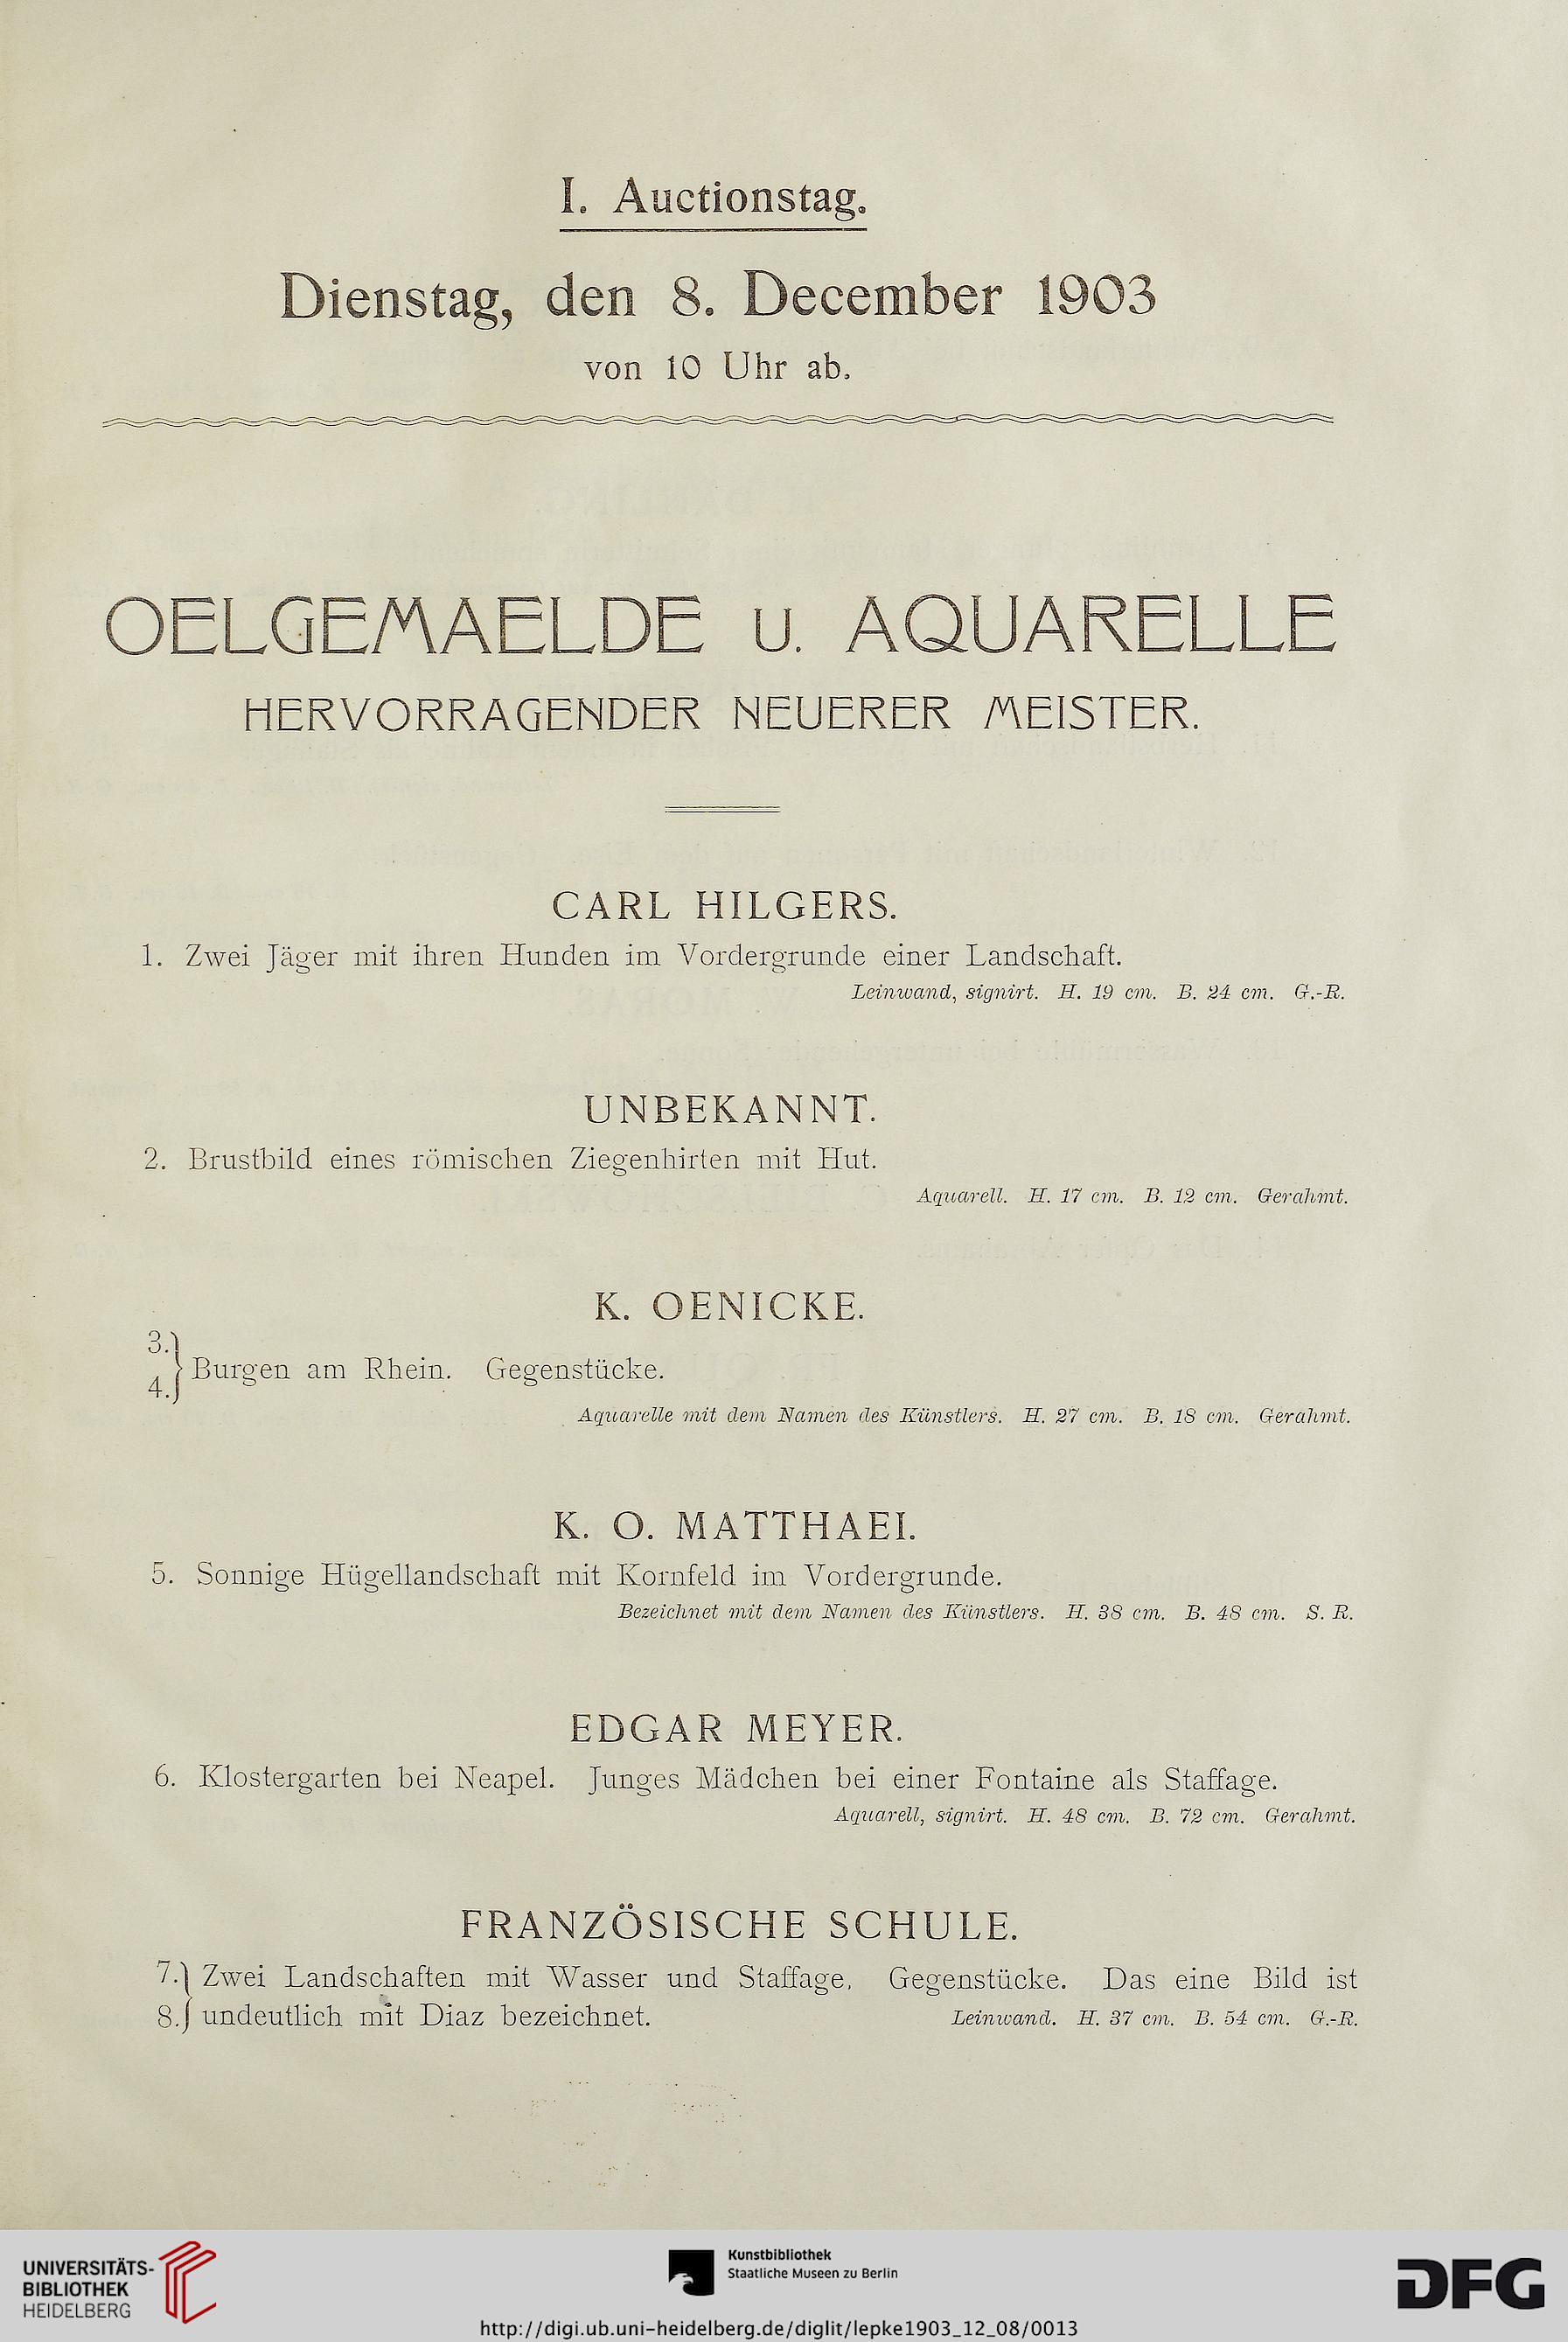 I. Auctionstag.
Dienstag, den 8. December 1903
von 10 Uhr ab.
OELGEMAELDE u. AQUARELLE
HERVORRAGENDER NEUERER MEISTER.
CARL HILGERS.
1. Zwei Jäger mit ihren Hunden im Vordergrunde einer Landschaft.
Leinwand, signirt. H. 19 cm. B. 24 cm. G.-R.
UNBEKANNT.
2. Brustbild eines römischen Ziegenhirten mit Hut.
Aquarell. H. 17 cm. B. 12 cm. Gerahmt.
K. OENICKE.
3.
4.} Burgen am Rhein. Gegenstücke.
Aquarelle mit dem Namen des Künstlers. H. 27 cm. B. 18 cm. Gerahmt.
K. O. MATTHAEI.
5. Sonnige Hügellandschaft mit Kornfeld im Vordergrunde.
Bezeichnet mit dem Namen des Künstlers. H. 38 cm. B. 48 cm. S. R.
EDGAR MEYER.
6. Klostergarten bei Neapel. Junges Mädchen bei einer Fontaine als Staffage.
Aquarell, signirt. H. 48 cm. B. 72 cm. Gerahmt.
FRANZÖSISCHE SCHULE.
7.} Zwei Landschaften mit Wasser und Staffage, Gegenstücke. Das eine Bild ist
8.} undeutlich mit Diaz bezeichnet. Leinwand. H. 37 cm. B. 54 cm. G.-R.
UNIVERSITÄTS-
BIBLIOTHEK
HEIDELBERG
Kunstbibliothek
Staatliche Museen zu Berlin
DFG
http://digi.ub.uni-heidelberg.de/diglit/lepke1903_12_08/0013